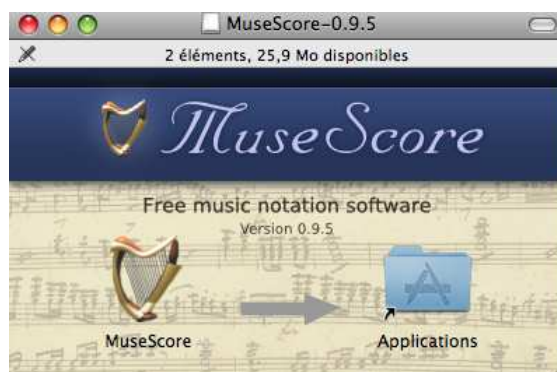 MuseScore-0.9.5
2 éléments, 25,9 Mo disponibles
MuseScore
Free music notation software
Version 0.9.5
MuseScore Applications